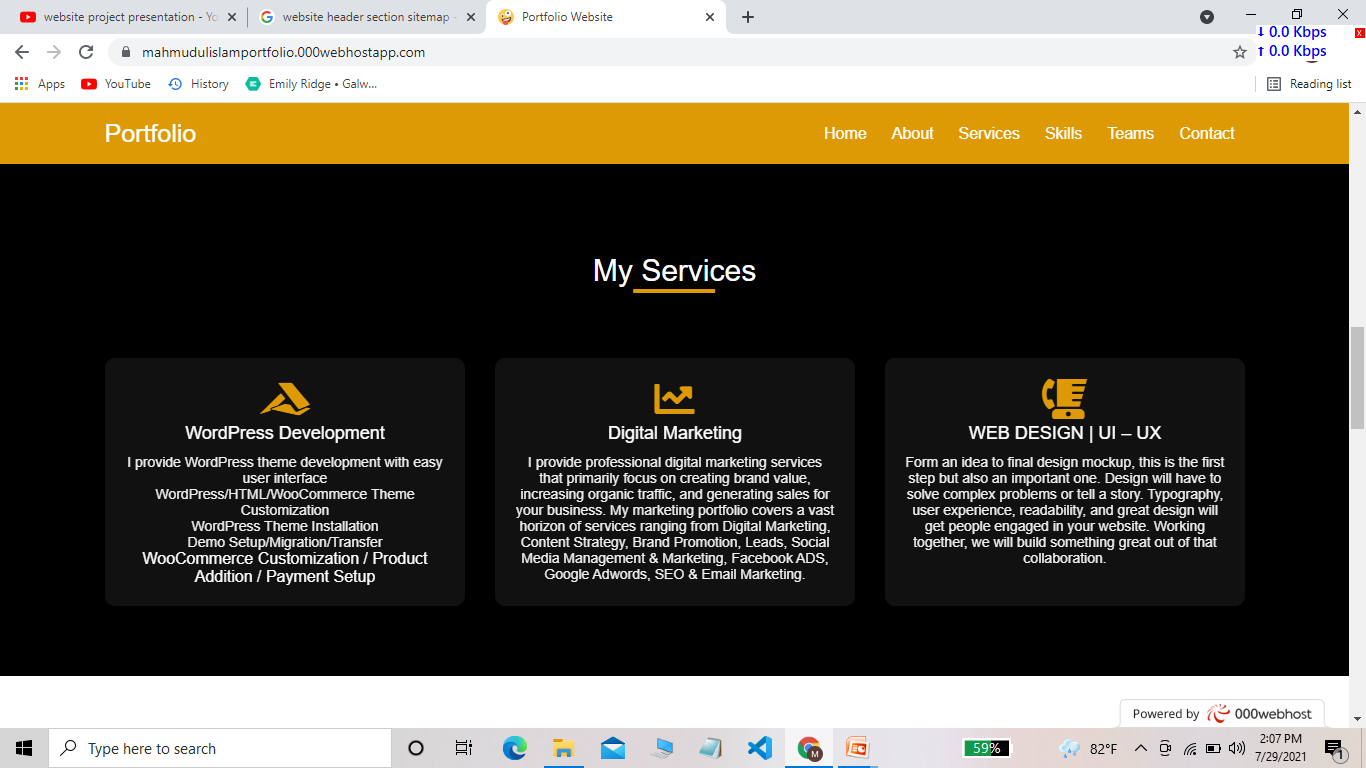 website project presentation - Yo
website header section sitemap -
Portfolio Website
0.0 Kbps
x
mahmudulislamportfolio.000webhostapp.com
0.0 Kbps
Apps
YouTube
History
Emily Ridge • Galw...
Reading list
Portfolio
Home
About
Services
Skills
Teams
Contact
My Services
WordPress Development
I provide WordPress theme development with easy
user interface
WordPress/HTML/WooCommerce Theme
Customization
WordPress Theme Installation
Demo Setup/Migration/Transfer
WooCommerce Customization / Product
Addition / Payment Setup
Digital Marketing
I provide professional digital marketing services
that primarily focus on creating brand value,
increasing organic traffic, and generating sales for
your business. My marketing portfolio covers a vast
horizon of services ranging from Digital Marketing,
Content Strategy, Brand Promotion, Leads, Social
Media Management & Marketing, Facebook ADS,
Google Adwords, SEO & Email Marketing.
WEB DESIGN | UI – UX
Form an idea to final design mockup, this is the first
step but also an important one. Design will have to
solve complex problems or tell a story. Typography,
user experience, readability, and great design will
get people engaged in your website. Working
together, we will build something great out of that
collaboration.
Powered by 000webhost
Type here to search
M
59%
82°F
2:07 PM
7/29/2021
1